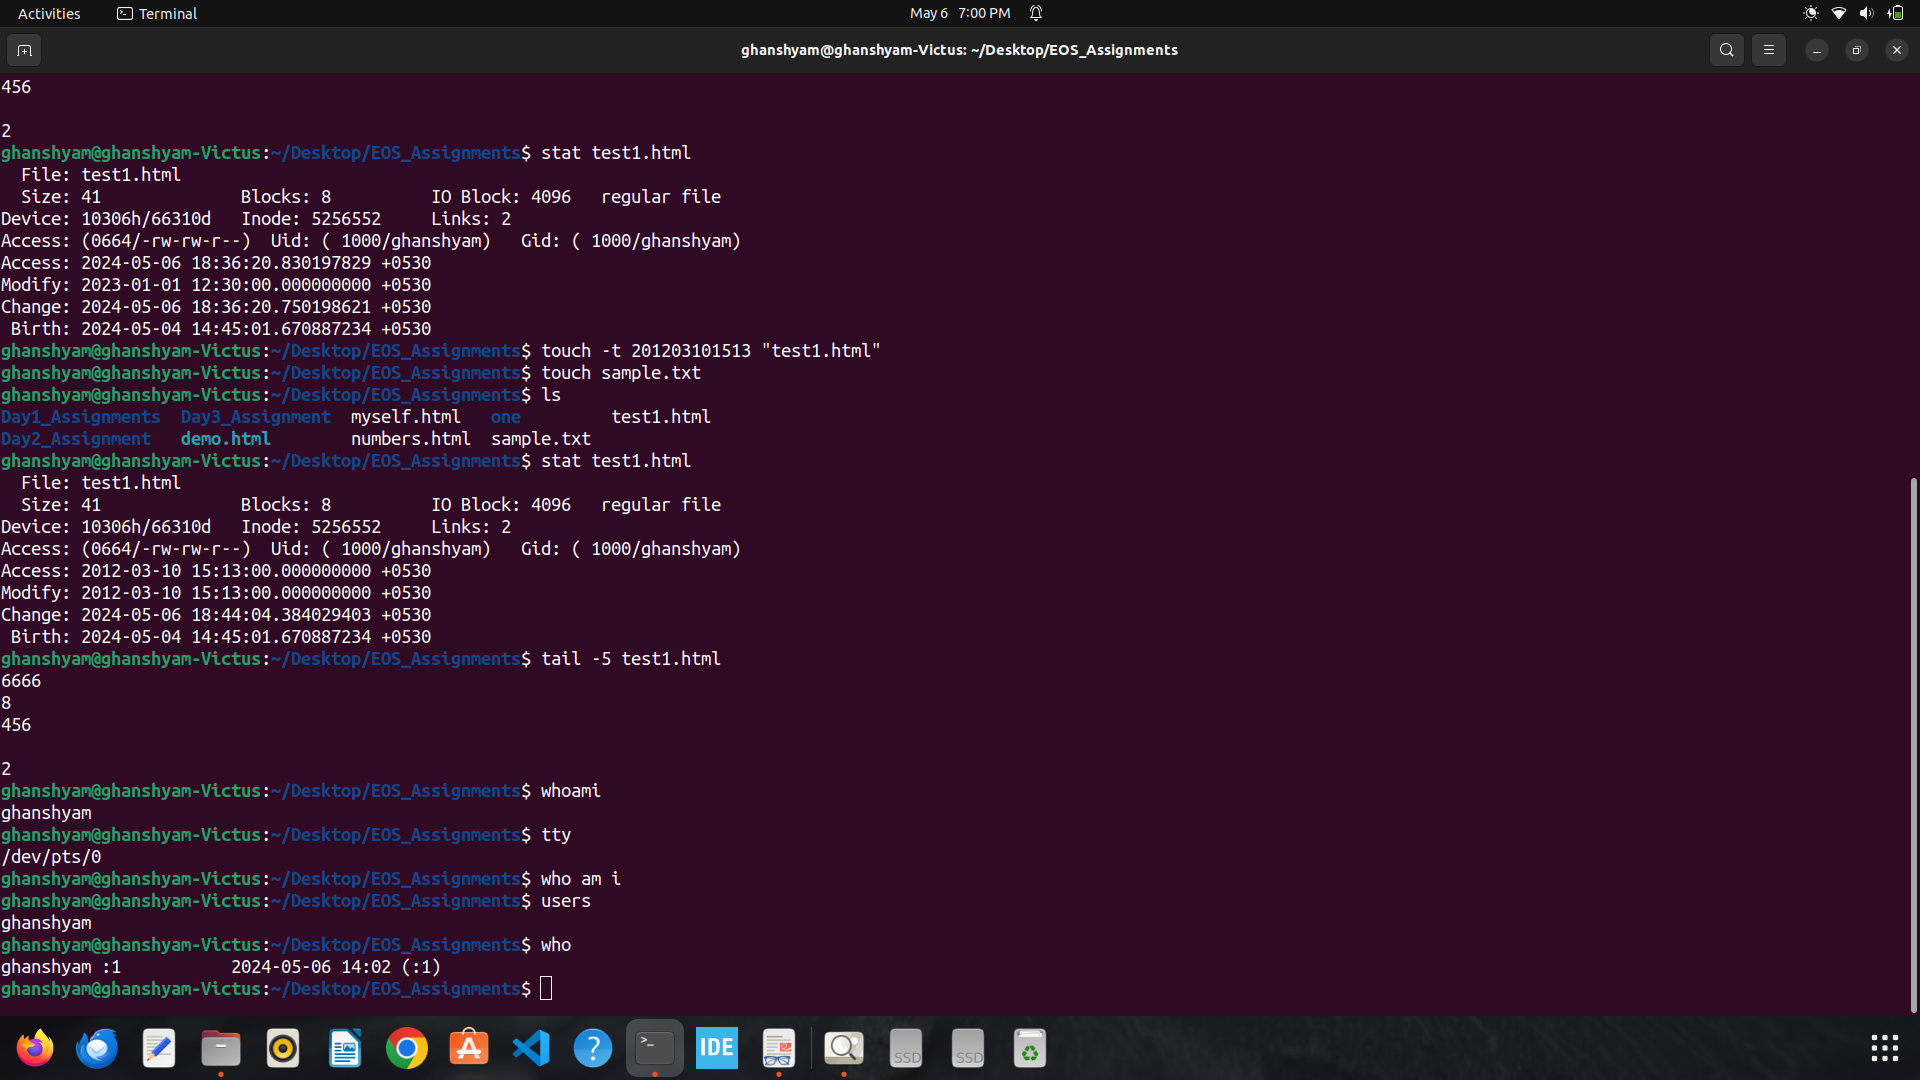 Activities Terminal May 6 7:00 PM
ghanshyam@ghanshyam-Victus: ~/Desktop/EOS_Assignments
456

2
ghanshyam@ghanshyam-Victus:~/Desktop/EOS_Assignments$ stat test1.html
  File: test1.html
  Size: 41              Blocks: 8          IO Block: 4096   regular file
Device: 10306h/66310d   Inode: 5256552     Links: 2
Access: (0664/-rw-rw-r--)  Uid: ( 1000/ghanshyam)   Gid: ( 1000/ghanshyam)
Access: 2024-05-06 18:36:20.830197829 +0530
Modify: 2023-01-01 12:30:00.000000000 +0530
Change: 2024-05-06 18:36:20.750198621 +0530
 Birth: 2024-05-04 14:45:01.670887234 +0530
ghanshyam@ghanshyam-Victus:~/Desktop/EOS_Assignments$ touch -t 201203101513 "test1.html"
ghanshyam@ghanshyam-Victus:~/Desktop/EOS_Assignments$ touch sample.txt
ghanshyam@ghanshyam-Victus:~/Desktop/EOS_Assignments$ ls
Day1_Assignments  Day3_Assignment  myself.html   one         test1.html
Day2_Assignment   demo.html        numbers.html  sample.txt
ghanshyam@ghanshyam-Victus:~/Desktop/EOS_Assignments$ stat test1.html
  File: test1.html
  Size: 41              Blocks: 8          IO Block: 4096   regular file
Device: 10306h/66310d   Inode: 5256552     Links: 2
Access: (0664/-rw-rw-r--)  Uid: ( 1000/ghanshyam)   Gid: ( 1000/ghanshyam)
Access: 2012-03-10 15:13:00.000000000 +0530
Modify: 2012-03-10 15:13:00.000000000 +0530
Change: 2024-05-06 18:44:04.384029403 +0530
 Birth: 2024-05-04 14:45:01.670887234 +0530
ghanshyam@ghanshyam-Victus:~/Desktop/EOS_Assignments$ tail -5 test1.html
6666
8
456

2
ghanshyam@ghanshyam-Victus:~/Desktop/EOS_Assignments$ whoami
ghanshyam
ghanshyam@ghanshyam-Victus:~/Desktop/EOS_Assignments$ tty
/dev/pts/0
ghanshyam@ghanshyam-Victus:~/Desktop/EOS_Assignments$ who am i
ghanshyam@ghanshyam-Victus:~/Desktop/EOS_Assignments$ users
ghanshyam
ghanshyam@ghanshyam-Victus:~/Desktop/EOS_Assignments$ who
ghanshyam :1           2024-05-06 14:02 (:1)
ghanshyam@ghanshyam-Victus:~/Desktop/EOS_Assignments$
IDE SSD SSD